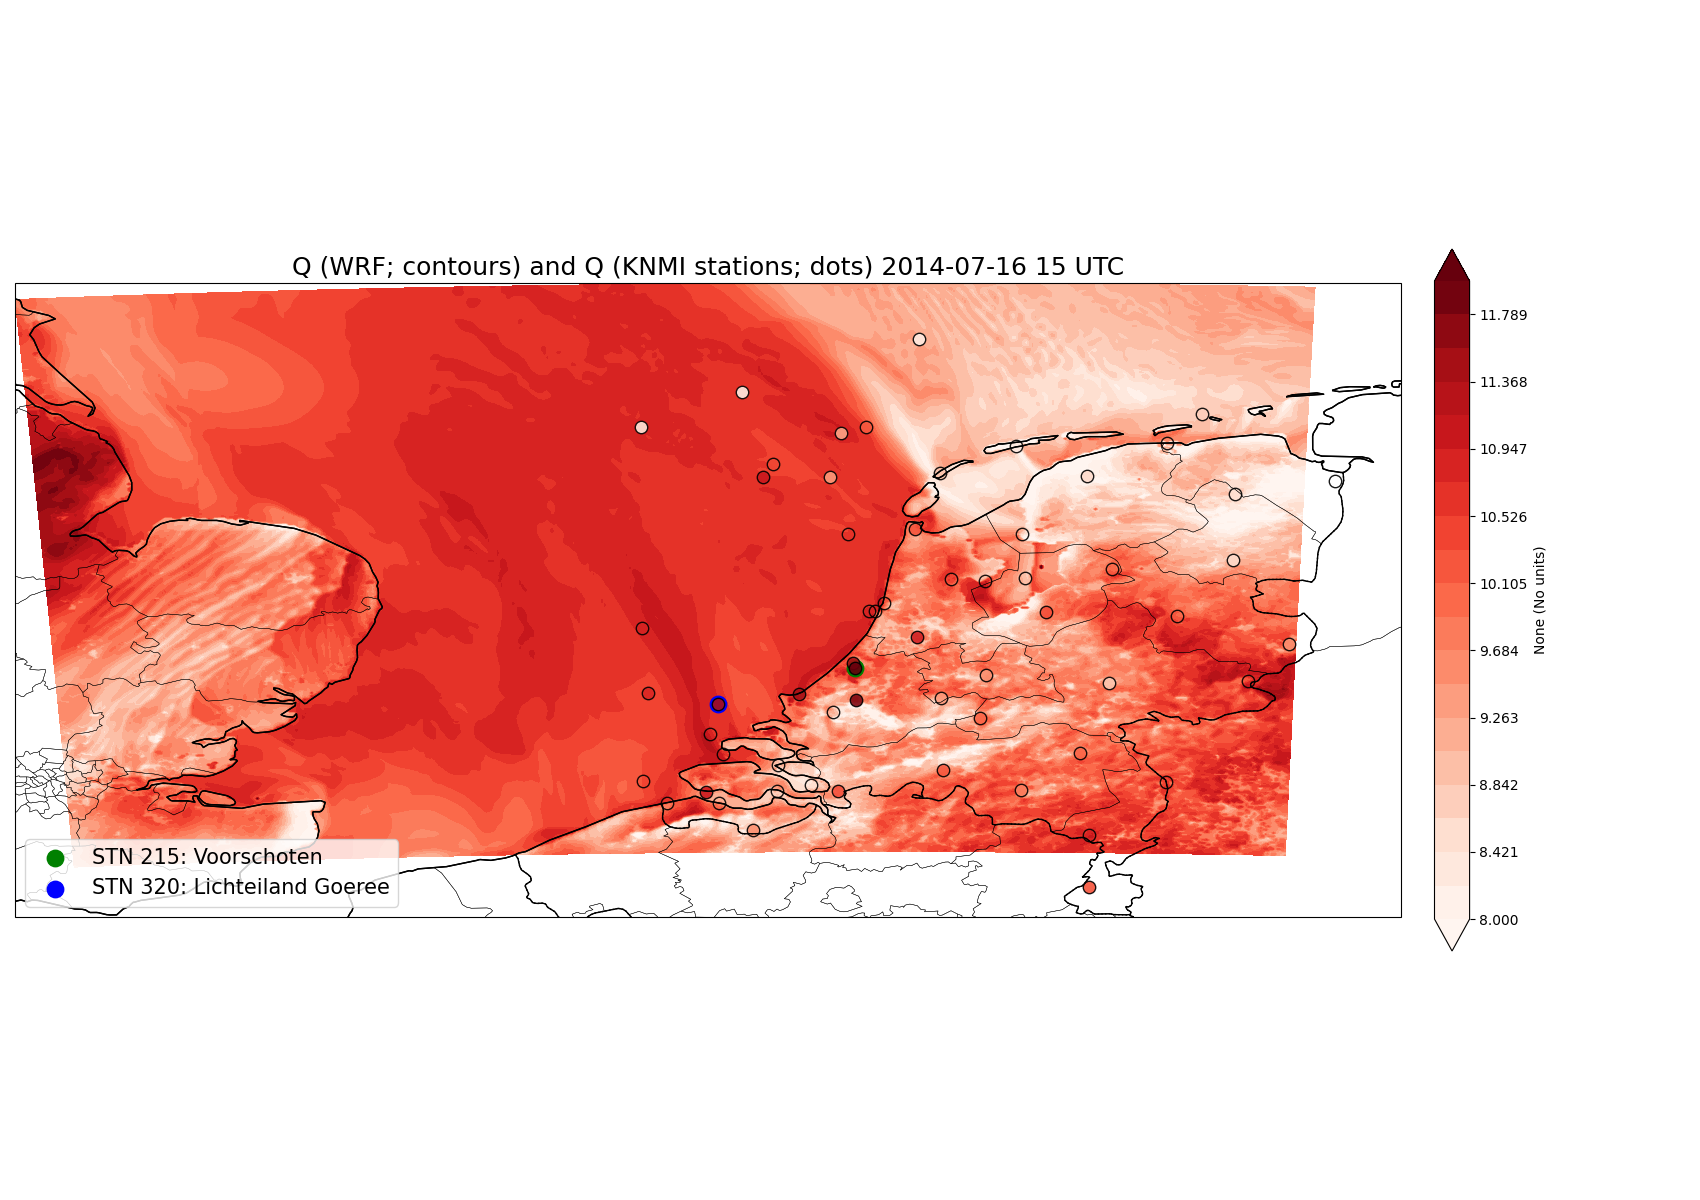 Q (WRF; contours) and Q (KNMI stations; dots) 2014-07-16 15 UTC
11.789
11.368
10.947
10.526
10.105
9.684
9.263
8.842
8.421
8.000
None (No units)
STN 215: Voorschoten
STN 320: Lichteiland Goeree